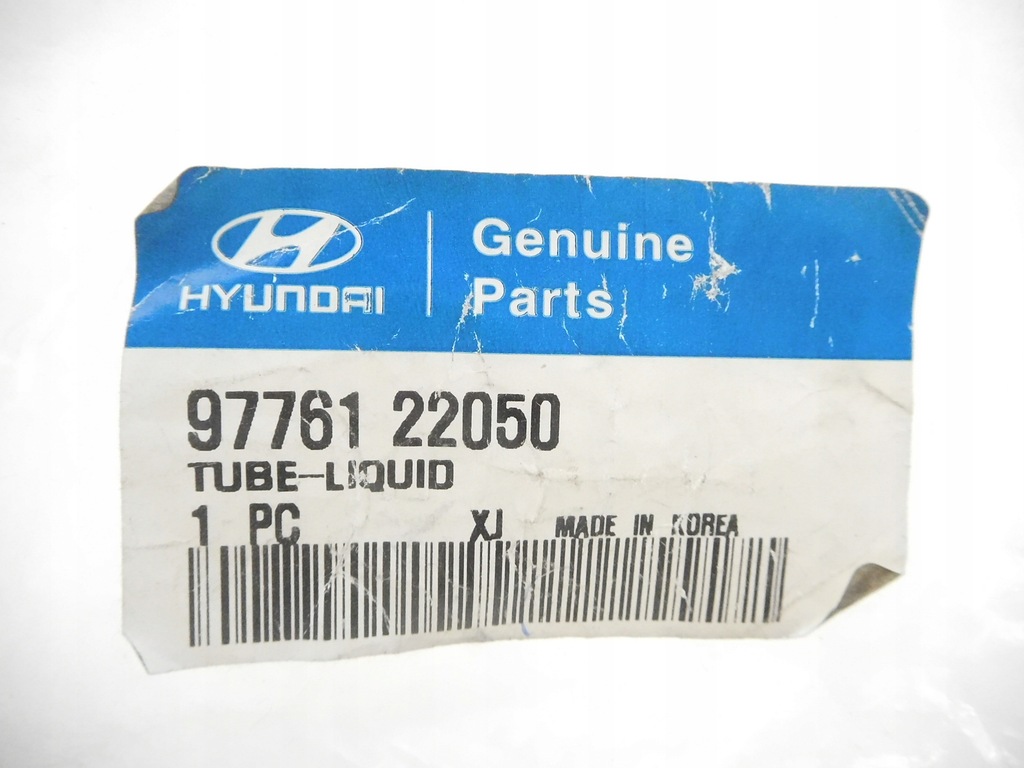 HYUNDAI
Genuine
Parts
97761 22050
TUBE-LIQUID
1 PC XJ MADE IN KOREA